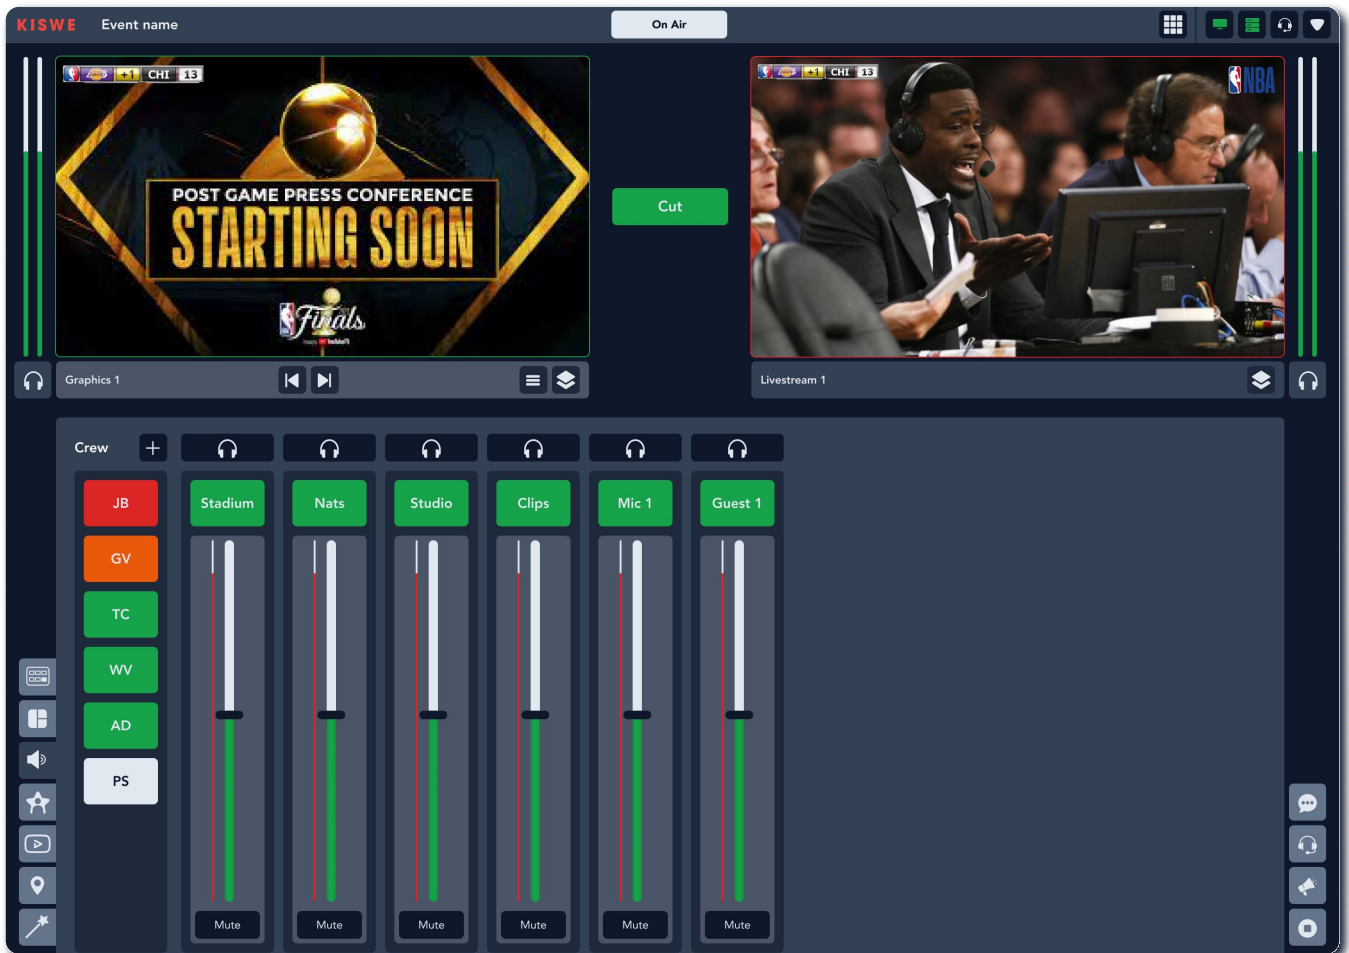 KISWE Event name On Air
+1 CHI 13
POST GAME PRESS CONFERENCE
STARTING SOON
Finals
Cut
+1 CHI 13
NBA
Graphics 1
Livestream 1
Crew +
JB
GV
TC
WV
AD
PS
Stadium Nats Studio Clips Mic 1 Guest 1
Mute Mute Mute Mute Mute Mute